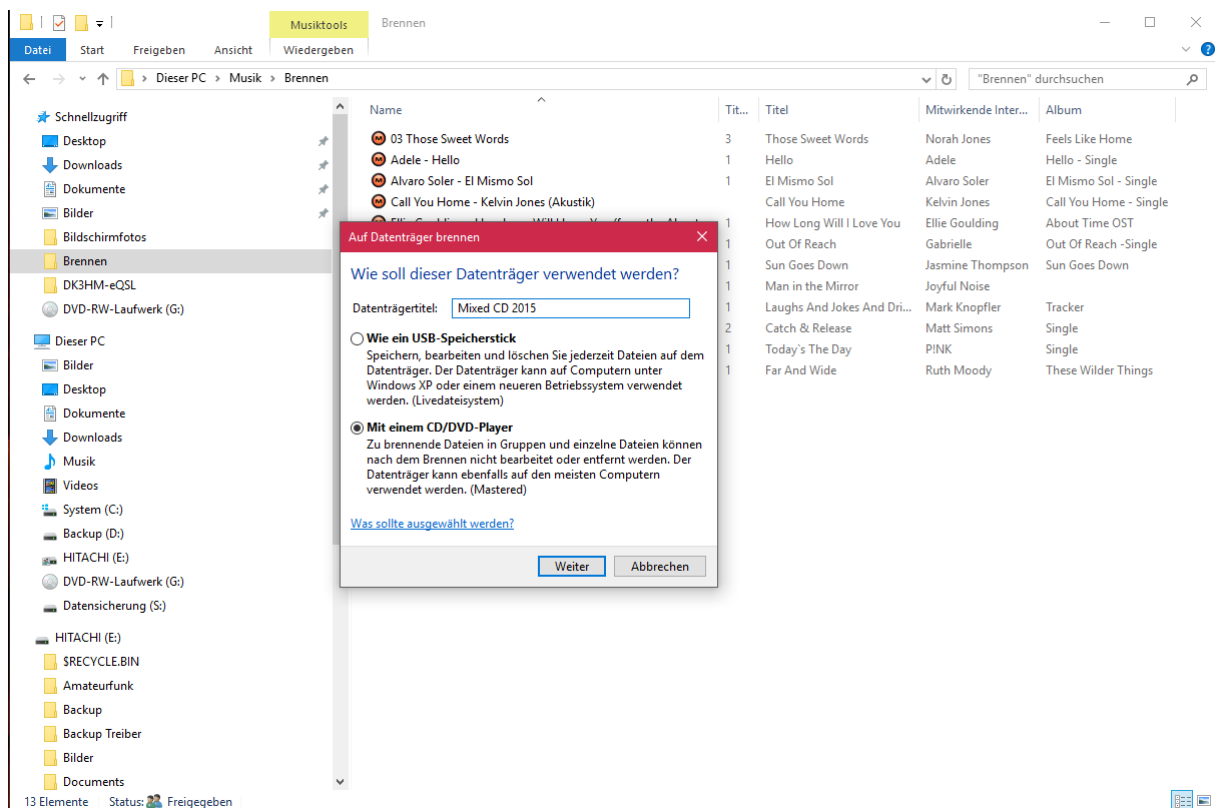 Musiktools Brennen
Datei Start Freigeben Ansicht Wiedergeben
Dieser PC > Musik > Brennen "Brennen" durchsuchen
Schnellzugriff
Desktop
Downloads
Dokumente
Bilder
Bildschirmfotos
Brennen
DK3HM-eQSL
DVD-RW-Laufwerk (G:)
Dieser PC
Bilder
Desktop
Dokumente
Downloads
Musik
Videos
System (C:)
Backup (D:)
HITACHI (E:)
DVD-RW-Laufwerk (G:)
Datensicherung (S:)
HITACHI (E:)
$RECYCLE.BIN
Amateurfunk
Backup
Backup Treiber
Bilder
Documents
Name Tit... Titel Mitwirkende Inter... Album
03 Those Sweet Words 3 Those Sweet Words Norah Jones Feels Like Home
Adele - Hello 1 Hello Adele Hello - Single
Alvaro Soler - El Mismo Sol 1 El Mismo Sol Alvaro Soler El Mismo Sol - Single
Call You Home - Kelvin Jones (Akustik) Call You Home Kelvin Jones Call You Home - Single
1 How Long Will I Love You Ellie Goulding About Time OST
1 Out Of Reach Gabrielle Out Of Reach -Single
1 Sun Goes Down Jasmine Thompson Sun Goes Down
1 Man in the Mirror Joyful Noise
1 Laughs And Jokes And Dri... Mark Knopfler Tracker
2 Catch & Release Matt Simons Single
1 Today's The Day P!NK Single
1 Far And Wide Ruth Moody These Wilder Things
Auf Datenträger brennen
Wie soll dieser Datenträger verwendet werden?
Datenträgertitel: Mixed CD 2015
Wie ein USB-Speicherstick
Speichern, bearbeiten und löschen Sie jederzeit Dateien auf dem
Datenträger. Der Datenträger kann auf Computern unter
Windows XP oder einem neueren Betriebssystem verwendet
werden. (Livedateisystem)
Mit einem CD/DVD-Player
Zu brennende Dateien in Gruppen und einzelne Dateien können
nach dem Brennen nicht bearbeitet oder entfernt werden. Der
Datenträger kann ebenfalls auf den meisten Computern
verwendet werden. (Mastered)
Was sollte ausgewählt werden?
Weiter Abbrechen
13 Elemente Status: Freigegeben